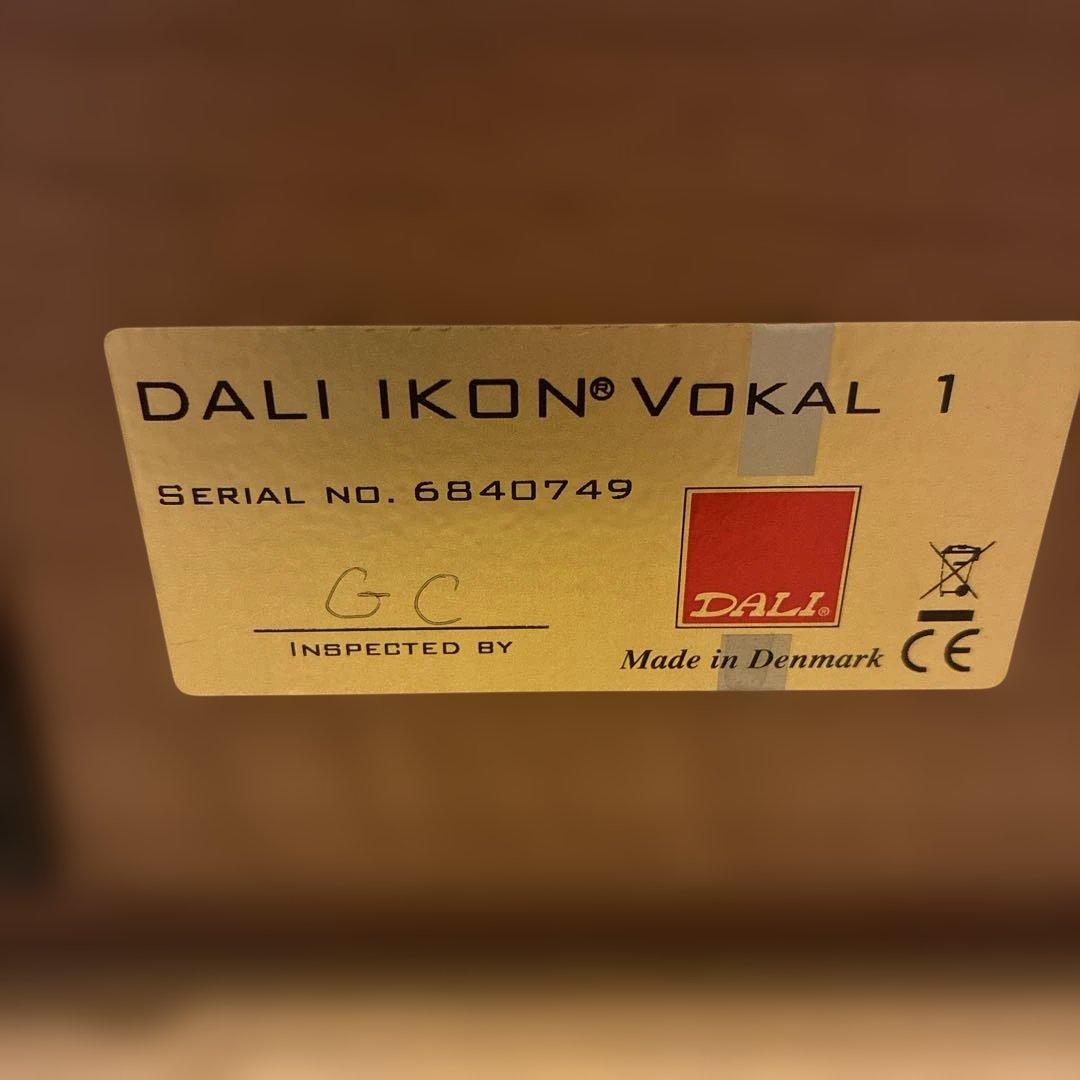 DALI IKON® VOKAL 1
SERIAL NO. 6840749
GC
INSPECTED BY
DALI®
Made in Denmark CE